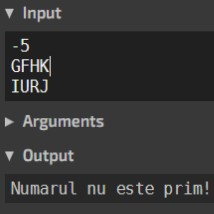 Input
-5
GFHK
IURJ
Arguments
Output
Numarul nu este prim!